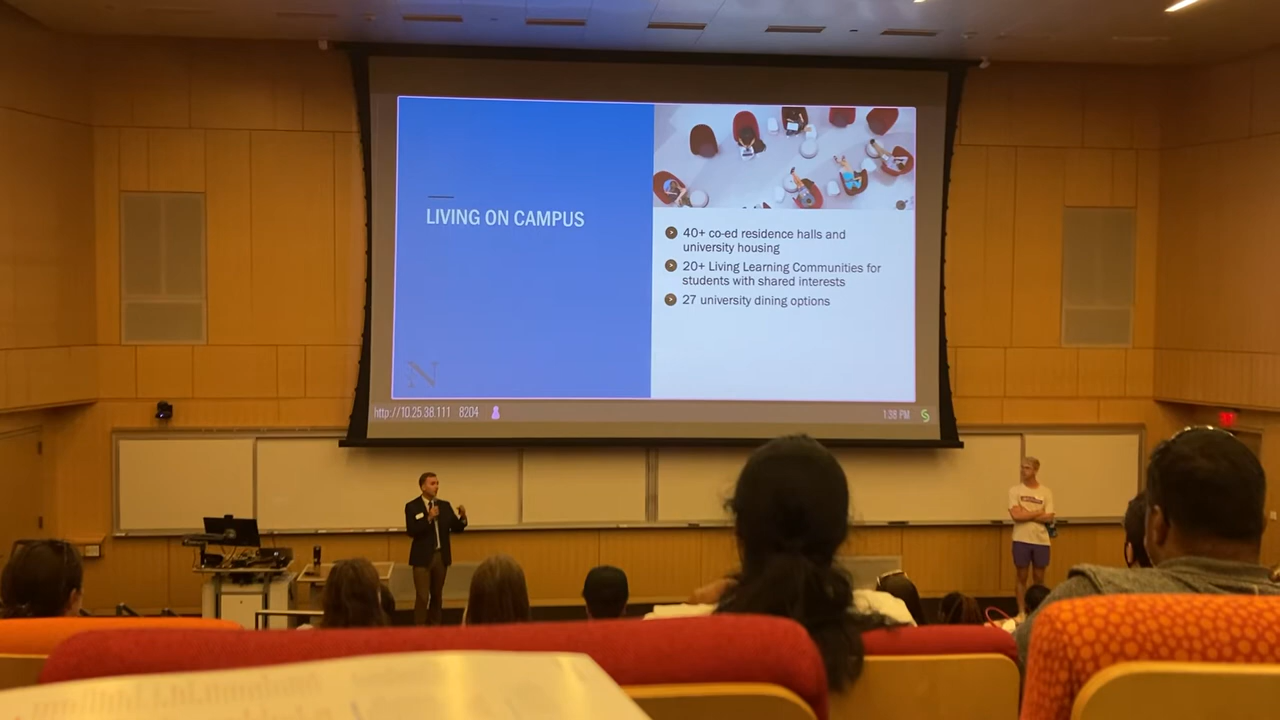 LIVING ON CAMPUS
40+ co-ed residence halls and
university housing
20+ Living Learning Communities for
students with shared interests
27 university dining options
N
http://10.25.38.111 8204
1:38 PM